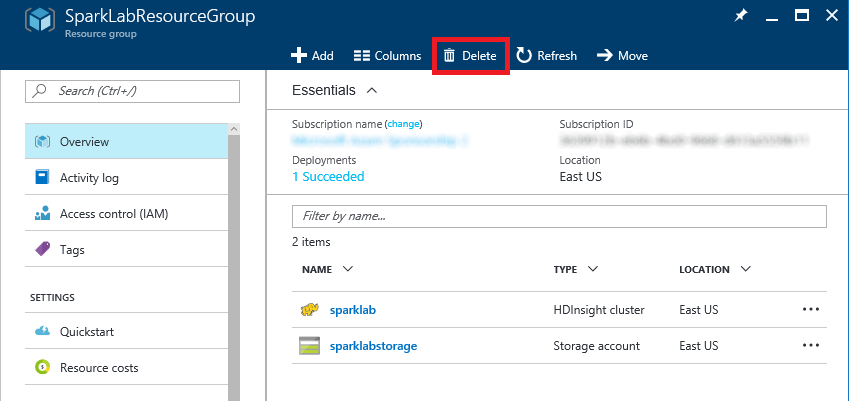 SparkLabResourceGroup
Resource group
Add Columns Delete Refresh Move
Search (Ctrl+/)
Overview
Activity log
Access control (IAM)
Tags
SETTINGS
Quickstart
Resource costs
Essentials
Subscription name (change) Subscription ID
Deployments Location
1 Succeeded East US
Filter by name...
2 items
NAME TYPE LOCATION
sparklab HDInsight cluster East US ...
sparklabstorage Storage account East US ...